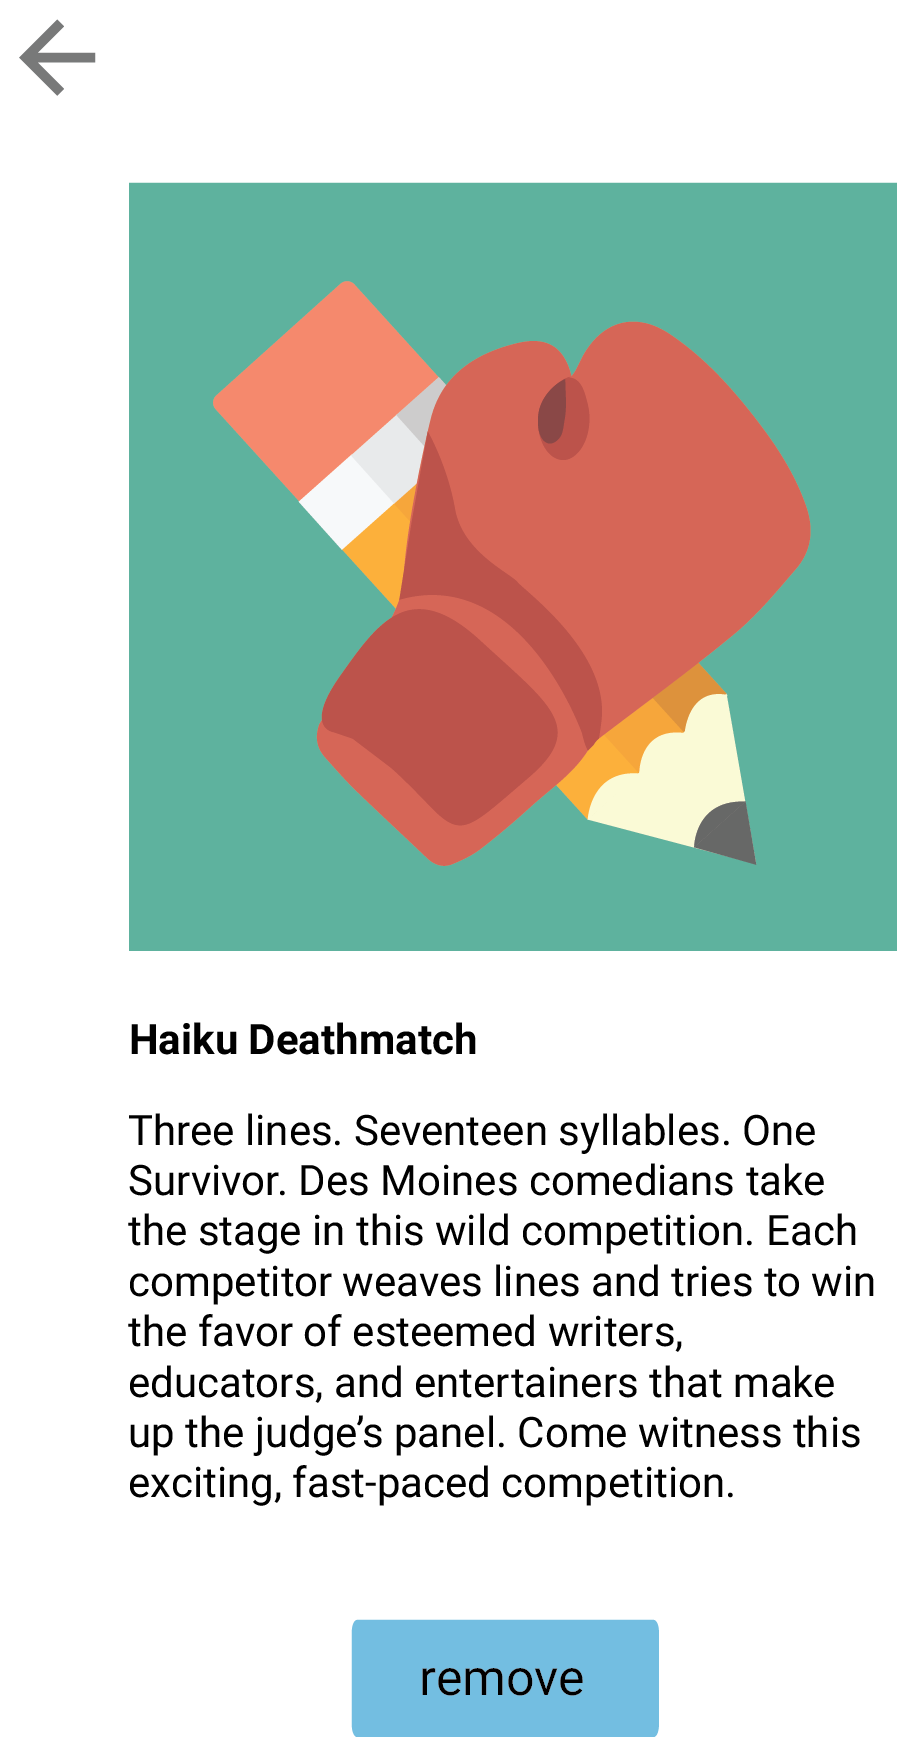 Haiku Deathmatch
Three lines. Seventeen syllables. One
Survivor. Des Moines comedians take
the stage in this wild competition. Each
competitor weaves lines and tries to win
the favor of esteemed writers,
educators, and entertainers that make
up the judge’s panel. Come witness this
exciting, fast-paced competition.
remove